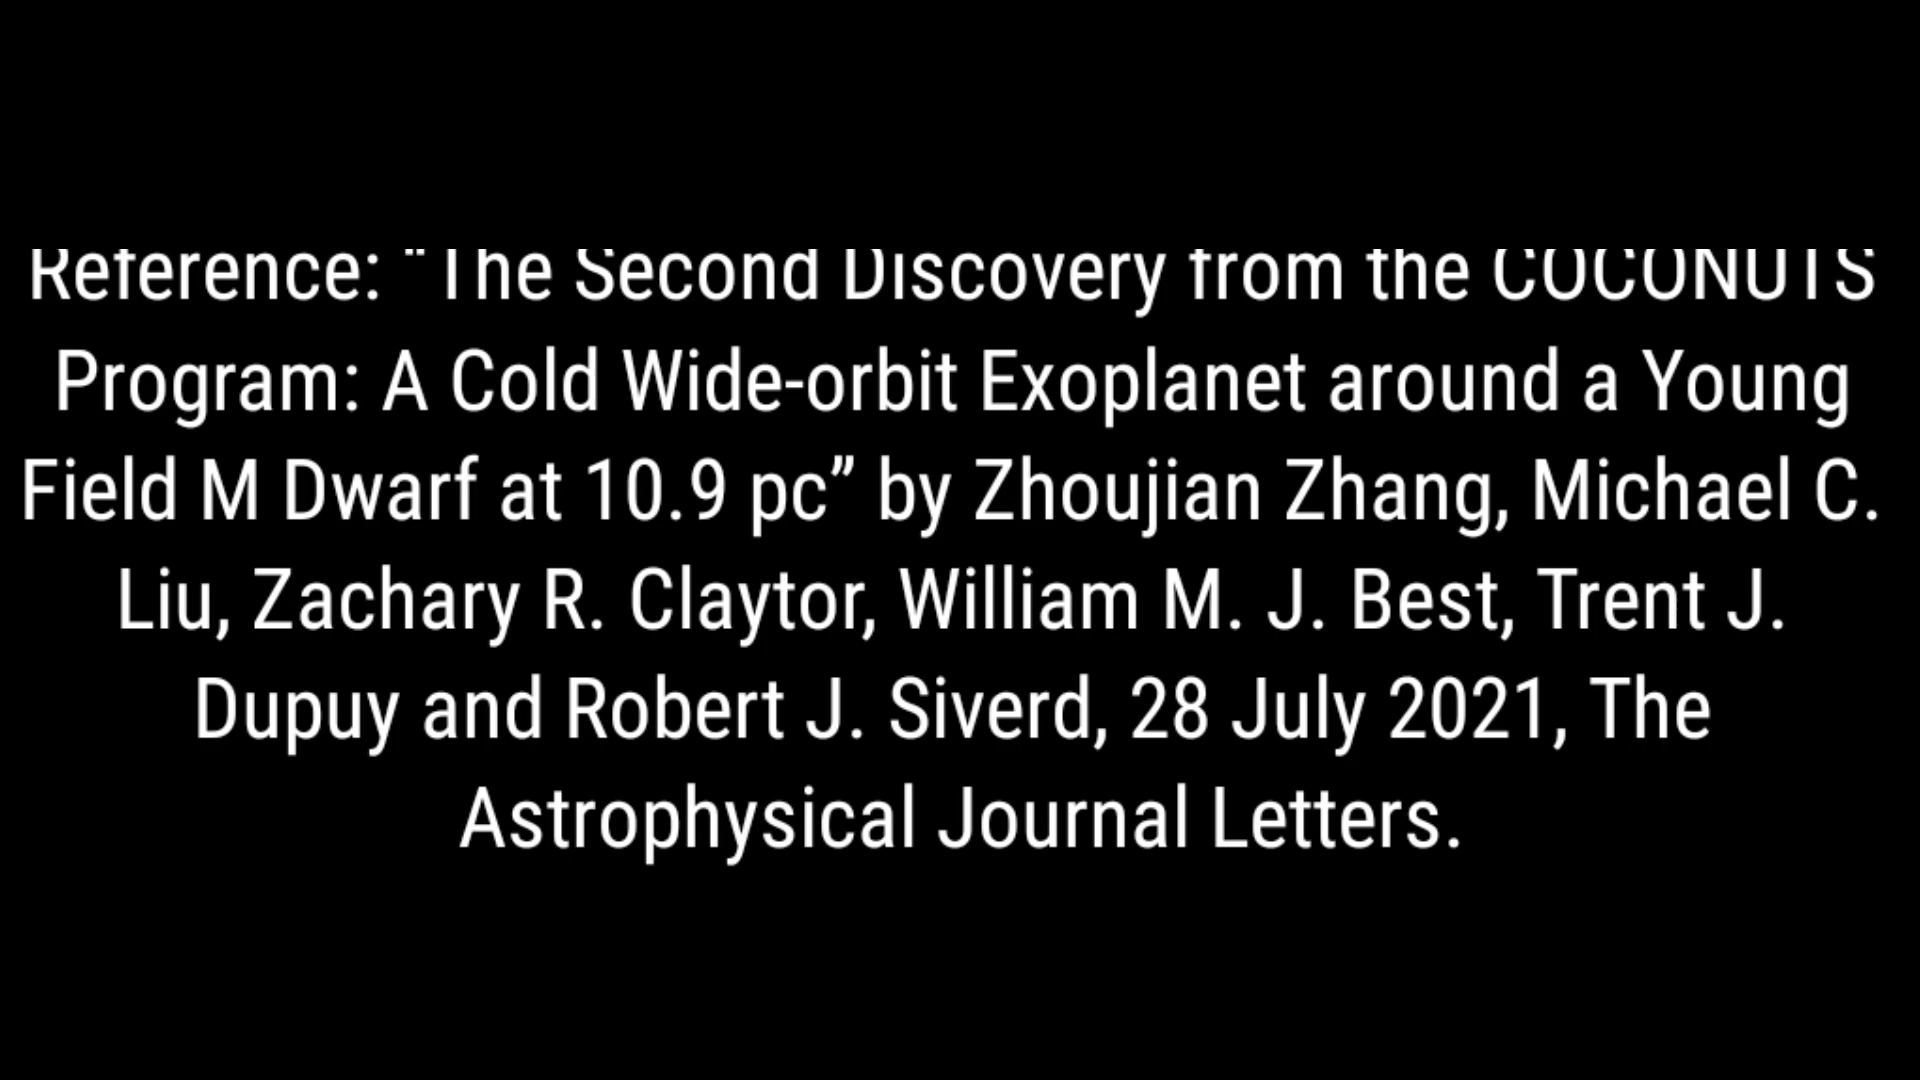 Reference: “The Second Discovery from the COCONUTS
Program: A Cold Wide-orbit Exoplanet around a Young
Field M Dwarf at 10.9 pc” by Zhoujian Zhang, Michael C.
Liu, Zachary R. Claytor, William M. J. Best, Trent J.
Dupuy and Robert J. Siverd, 28 July 2021, The
Astrophysical Journal Letters.